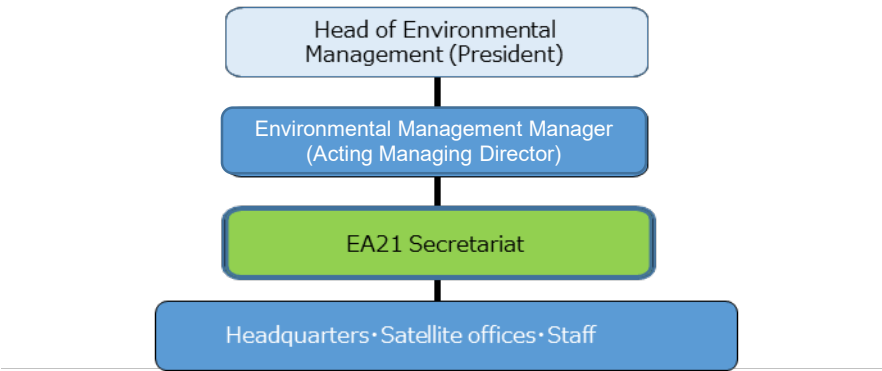 Head of Environmental
Management (President)
Environmental Management Manager
(Acting Managing Director)
EA21 Secretariat
Headquarters・Satellite offices・Staff